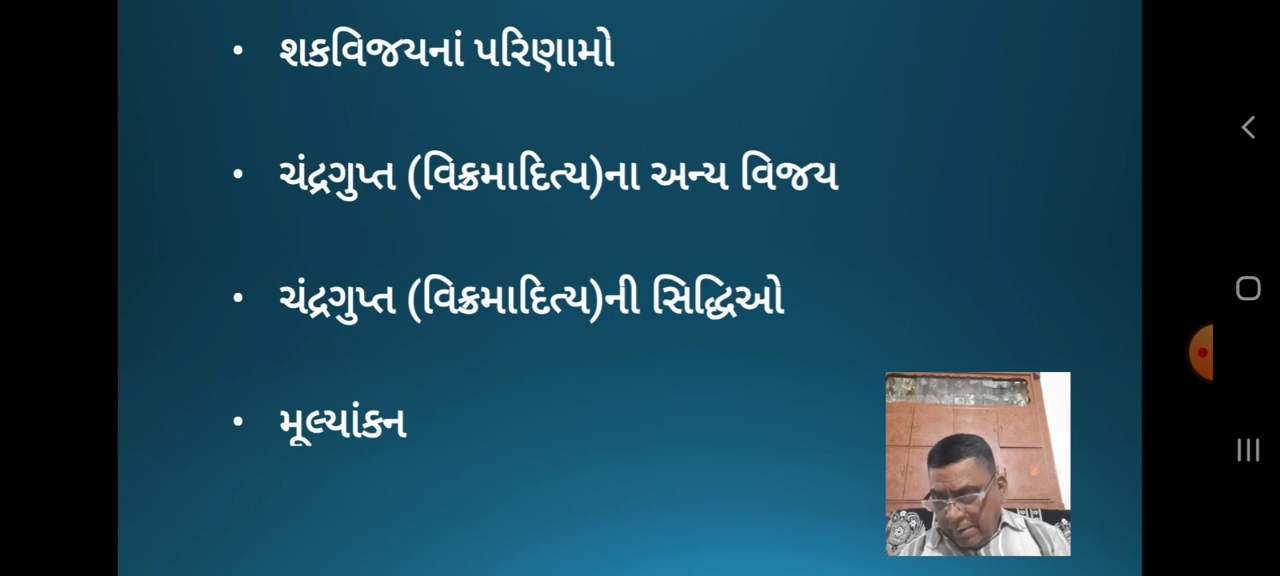 • શકવિજયનાં પરિણામો
• ચંદ્રગુપ્ત (વિક્રમાદિત્ય)ના અન્ય વિજય
• ચંદ્રગુપ્ત (વિક્રમાદિત્ય)ની સિદ્ધિઓ
• મૂલ્યાંકન